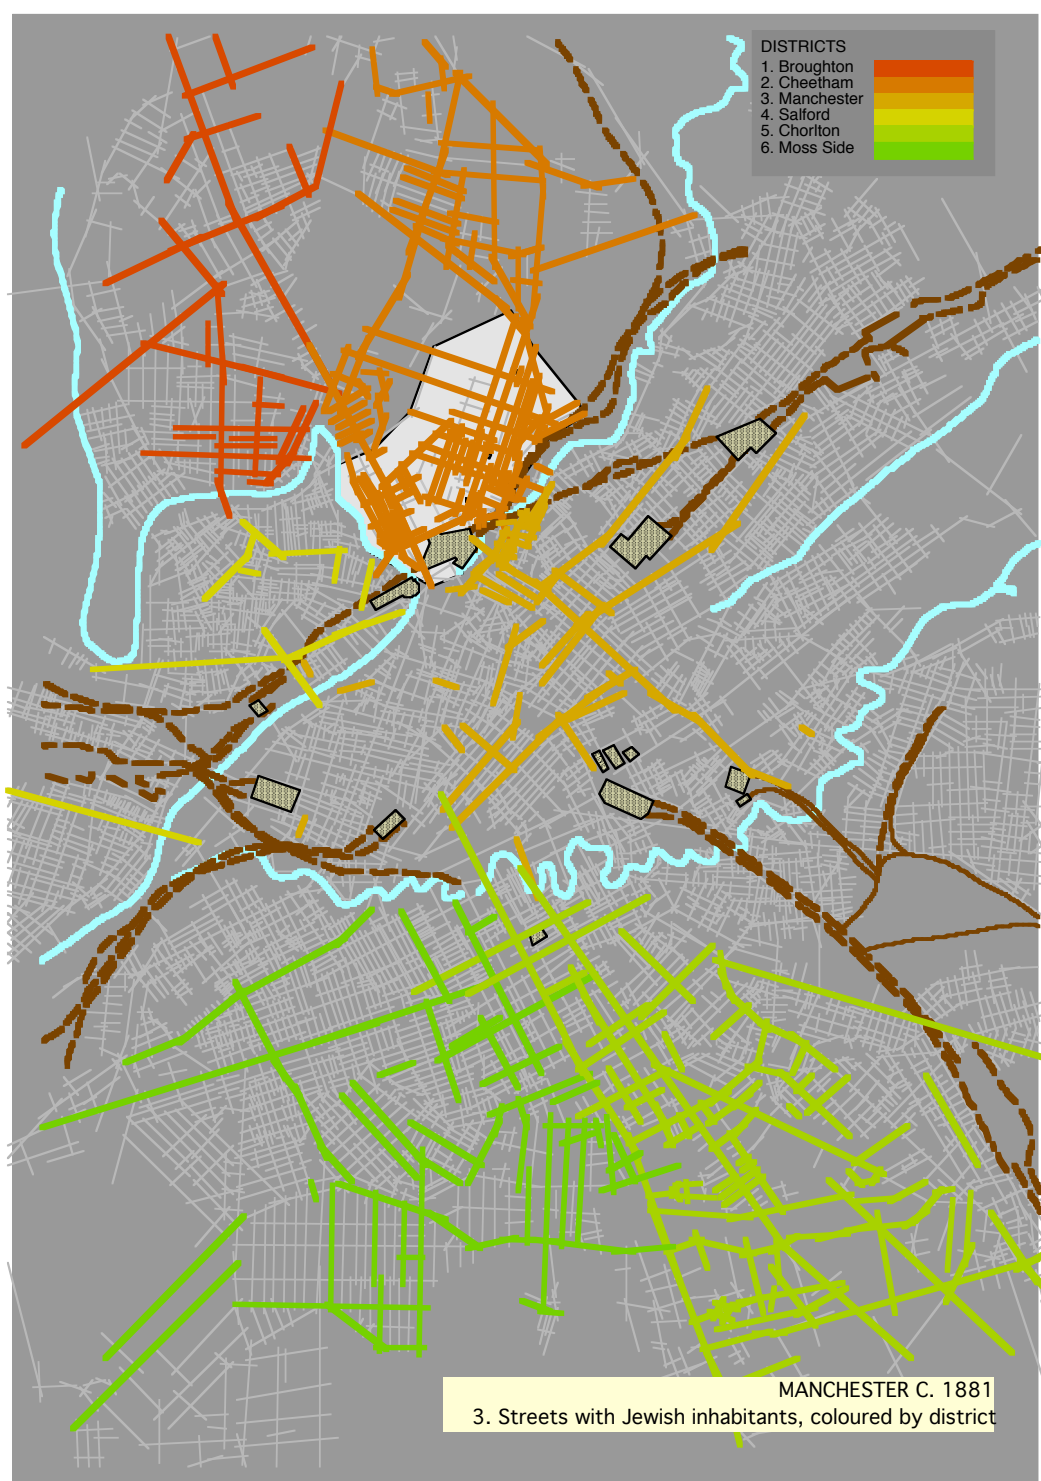 DISTRICTS
1. Broughton
2. Cheetham
3. Manchester
4. Salford
5. Chorlton
6. Moss Side
MANCHESTER C. 1881
3. Streets with Jewish inhabitants, coloured by district